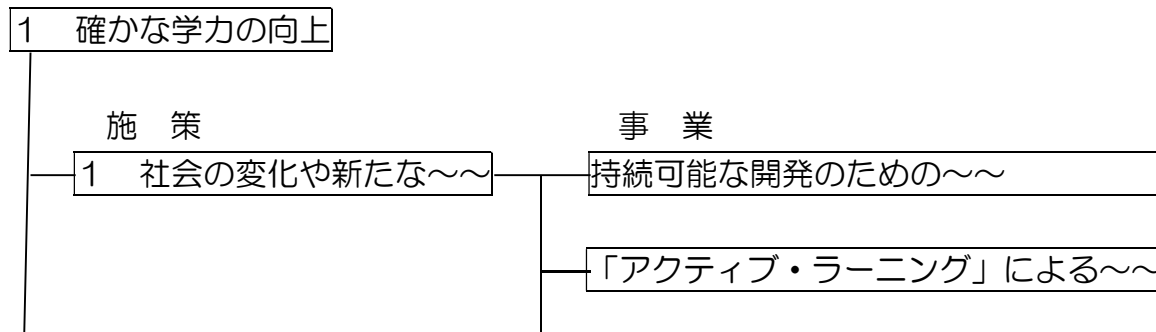 1 確かな学力の向上
施 策 事 業
1 社会の変化や新たな～～ 持続可能な開発のための～～
「アクティブ・ラーニング」による～～